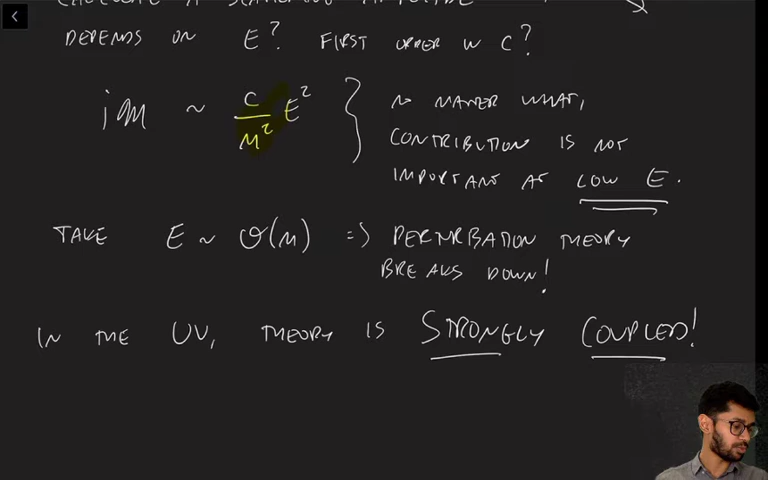 DEPENDS ON E? FIRST ORDER IN C?
iM ~ C/M² E² } NO MATTER WHAT,
CONTRIBUTION IS NOT
IMPORTANT AT LOW E.
TAKE E ~ O(M) => PERTURBATION THEORY
BREAKS DOWN!
IN THE UV, THEORY IS STRONGLY COUPLED!